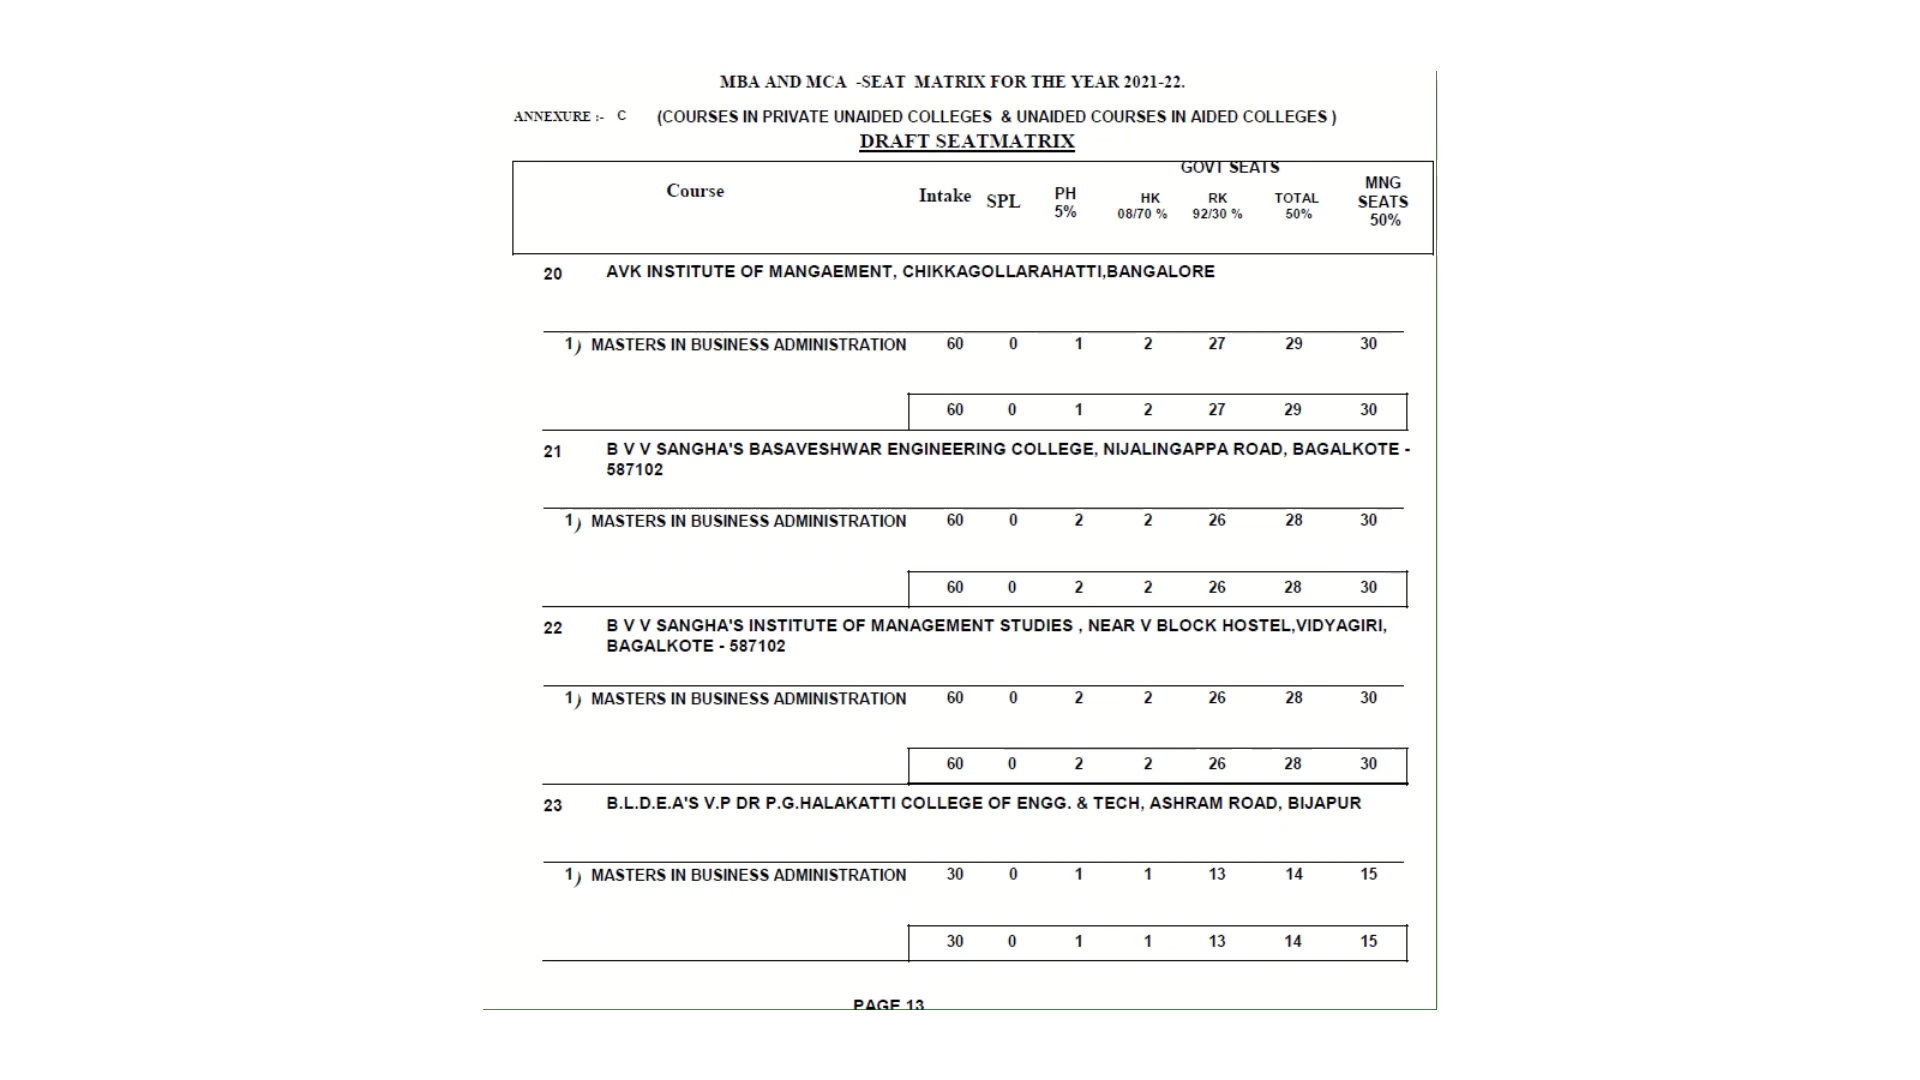 MBA AND MCA -SEAT MATRIX FOR THE YEAR 2021-22.
ANNEXURE :- C (COURSES IN PRIVATE UNAIDED COLLEGES & UNAIDED COURSES IN AIDED COLLEGES )
DRAFT SEATMATRIX
GOVT SEATS
Course Intake SPL PH 5% HK 08/70 % RK 92/30 % TOTAL 50% MNG SEATS 50%
20 AVK INSTITUTE OF MANGAEMENT, CHIKKAGOLLARAHATTI,BANGALORE
1) MASTERS IN BUSINESS ADMINISTRATION 60 0 1 2 27 29 30
60 0 1 2 27 29 30
21 B V V SANGHA'S BASAVESHWAR ENGINEERING COLLEGE, NIJALINGAPPA ROAD, BAGALKOTE -
587102
1) MASTERS IN BUSINESS ADMINISTRATION 60 0 2 2 26 28 30
60 0 2 2 26 28 30
22 B V V SANGHA'S INSTITUTE OF MANAGEMENT STUDIES , NEAR V BLOCK HOSTEL,VIDYAGIRI,
BAGALKOTE - 587102
1) MASTERS IN BUSINESS ADMINISTRATION 60 0 2 2 26 28 30
60 0 2 2 26 28 30
23 B.L.D.E.A'S V.P DR P.G.HALAKATTI COLLEGE OF ENGG. & TECH, ASHRAM ROAD, BIJAPUR
1) MASTERS IN BUSINESS ADMINISTRATION 30 0 1 1 13 14 15
30 0 1 1 13 14 15
PAGE 13